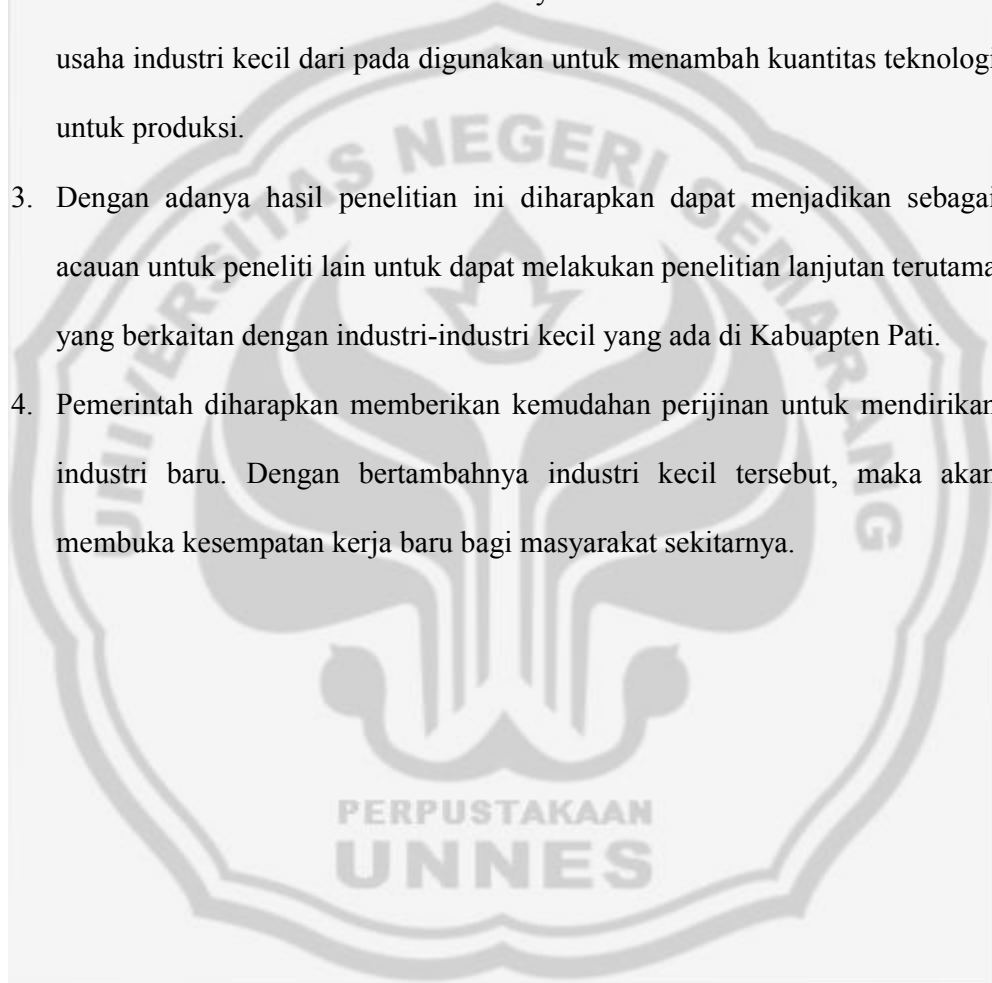 usaha industri kecil dari pada digunakan untuk menambah kuantitas teknologi
untuk produksi.
3. Dengan adanya hasil penelitian ini diharapkan dapat menjadikan sebagai
acauan untuk peneliti lain untuk dapat melakukan penelitian lanjutan terutama
yang berkaitan dengan industri-industri kecil yang ada di Kabuapten Pati.
4. Pemerintah diharapkan memberikan kemudahan perijinan untuk mendirikan
industri baru. Dengan bertambahnya industri kecil tersebut, maka akan
membuka kesempatan kerja baru bagi masyarakat sekitarnya.
UNIVERSITAS NEGERI SEMARANG
PERPUSTAKAAN
UNNES